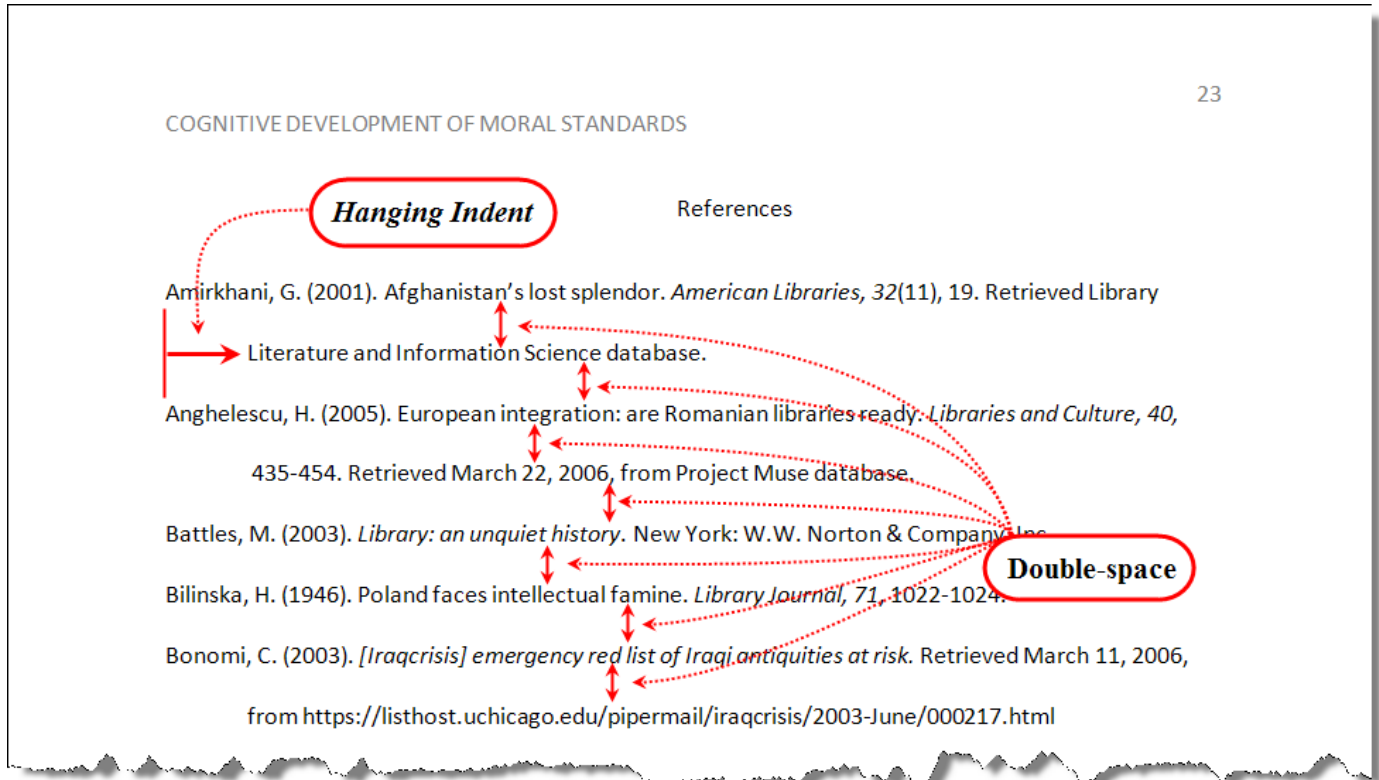 23
COGNITIVE DEVELOPMENT OF MORAL STANDARDS
Hanging Indent
References
Amirkhani, G. (2001). Afghanistan’s lost splendor. American Libraries, 32(11), 19. Retrieved Library
Literature and Information Science database.
Anghelescu, H. (2005). European integration: are Romanian libraries ready. Libraries and Culture, 40,
435-454. Retrieved March 22, 2006, from Project Muse database.
Battles, M. (2003). Library: an unquiet history. New York: W.W. Norton & Company, Inc.
Double-space
Bilinska, H. (1946). Poland faces intellectual famine. Library Journal, 71, 1022-1024.
Bonomi, C. (2003). [Iraqcrisis] emergency red list of Iraqi antiquities at risk. Retrieved March 11, 2006,
from https://listhost.uchicago.edu/pipermail/iraqcrisis/2003-June/000217.html